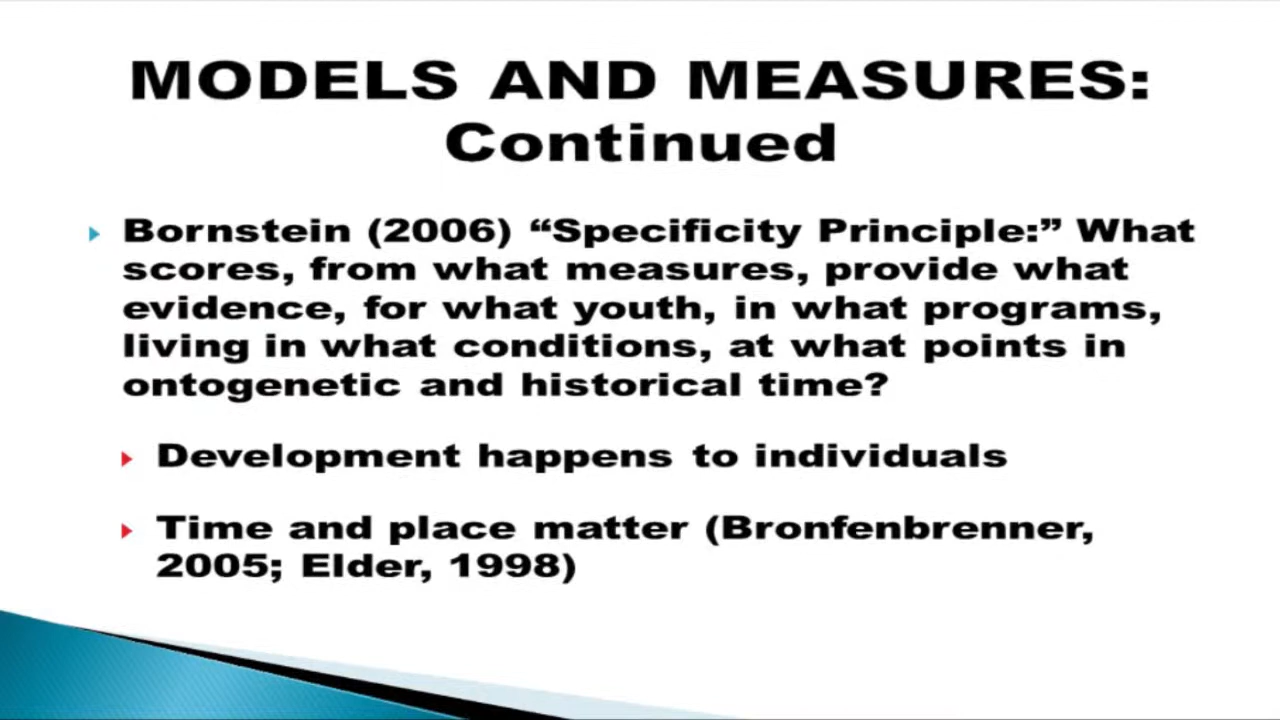 MODELS AND MEASURES:
Continued
Bornstein (2006) “Specificity Principle:” What
scores, from what measures, provide what
evidence, for what youth, in what programs,
living in what conditions, at what points in
ontogenetic and historical time?
Development happens to individuals
Time and place matter (Bronfenbrenner,
2005; Elder, 1998)